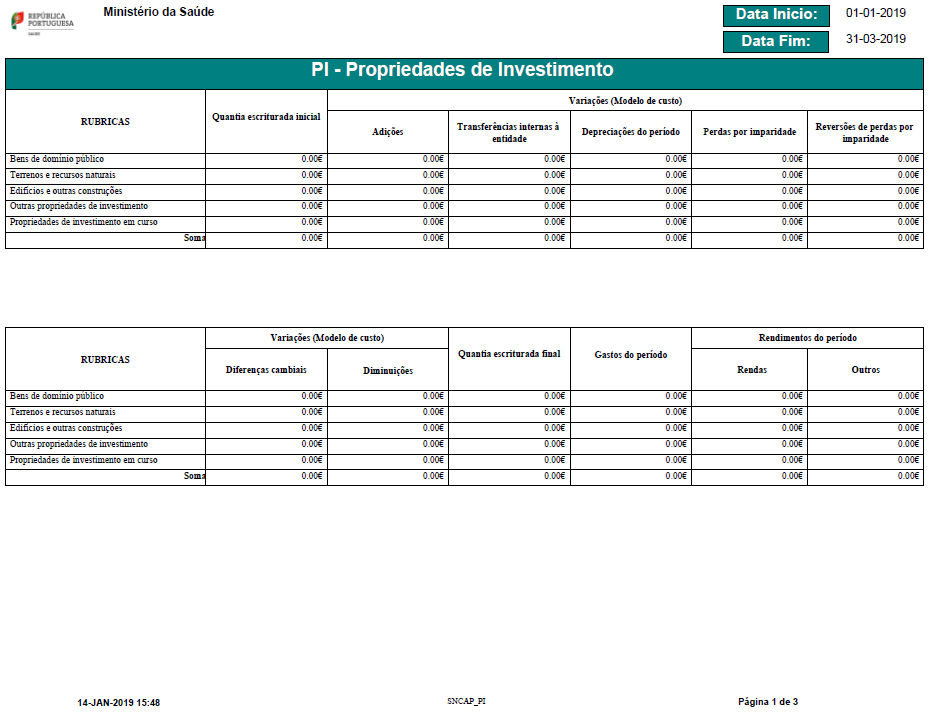 REPÚBLICA
PORTUGUESA
Ministério da Saúde
Data Inicio: 01-01-2019
Data Fim: 31-03-2019
PI - Propriedades de Investimento
RUBRICAS
Quantia escriturada inicial
Variações (Modelo de custo)
Adições
Transferências internas à
entidade
Depreciações do período
Perdas por imparidade
Reversões de perdas por
imparidade
Bens de domínio público 0.00€ 0.00€ 0.00€ 0.00€ 0.00€ 0.00€
Terrenos e recursos naturais 0.00€ 0.00€ 0.00€ 0.00€ 0.00€ 0.00€
Edifícios e outras construções 0.00€ 0.00€ 0.00€ 0.00€ 0.00€ 0.00€
Outras propriedades de investimento 0.00€ 0.00€ 0.00€ 0.00€ 0.00€ 0.00€
Propriedades de investimento em curso 0.00€ 0.00€ 0.00€ 0.00€ 0.00€ 0.00€
Soma 0.00€ 0.00€ 0.00€ 0.00€ 0.00€ 0.00€
RUBRICAS
Variações (Modelo de custo)
Diferenças cambiais
Diminuições
Quantia escriturada final
Gastos do período
Rendimentos do período
Rendas
Outros
Bens de domínio público 0.00€ 0.00€ 0.00€ 0.00€ 0.00€ 0.00€
Terrenos e recursos naturais 0.00€ 0.00€ 0.00€ 0.00€ 0.00€ 0.00€
Edifícios e outras construções 0.00€ 0.00€ 0.00€ 0.00€ 0.00€ 0.00€
Outras propriedades de investimento 0.00€ 0.00€ 0.00€ 0.00€ 0.00€ 0.00€
Propriedades de investimento em curso 0.00€ 0.00€ 0.00€ 0.00€ 0.00€ 0.00€
Soma 0.00€ 0.00€ 0.00€ 0.00€ 0.00€ 0.00€
14-JAN-2019 15:48 SNCAP_PI Página 1 de 3